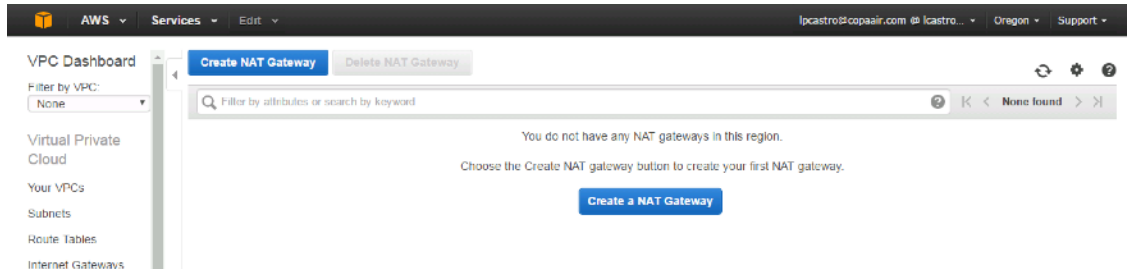 AWS Services Edit lpcastro@copaair.com @ lcastro... Oregon Support
VPC Dashboard
Filter by VPC:
None
Virtual Private
Cloud
Your VPCs
Subnets
Route Tables
Internet Gateways
Create NAT Gateway Delete NAT Gateway
Filter by attributes or search by keyword None found
You do not have any NAT gateways in this region.
Choose the Create NAT gateway button to create your first NAT gateway.
Create a NAT Gateway